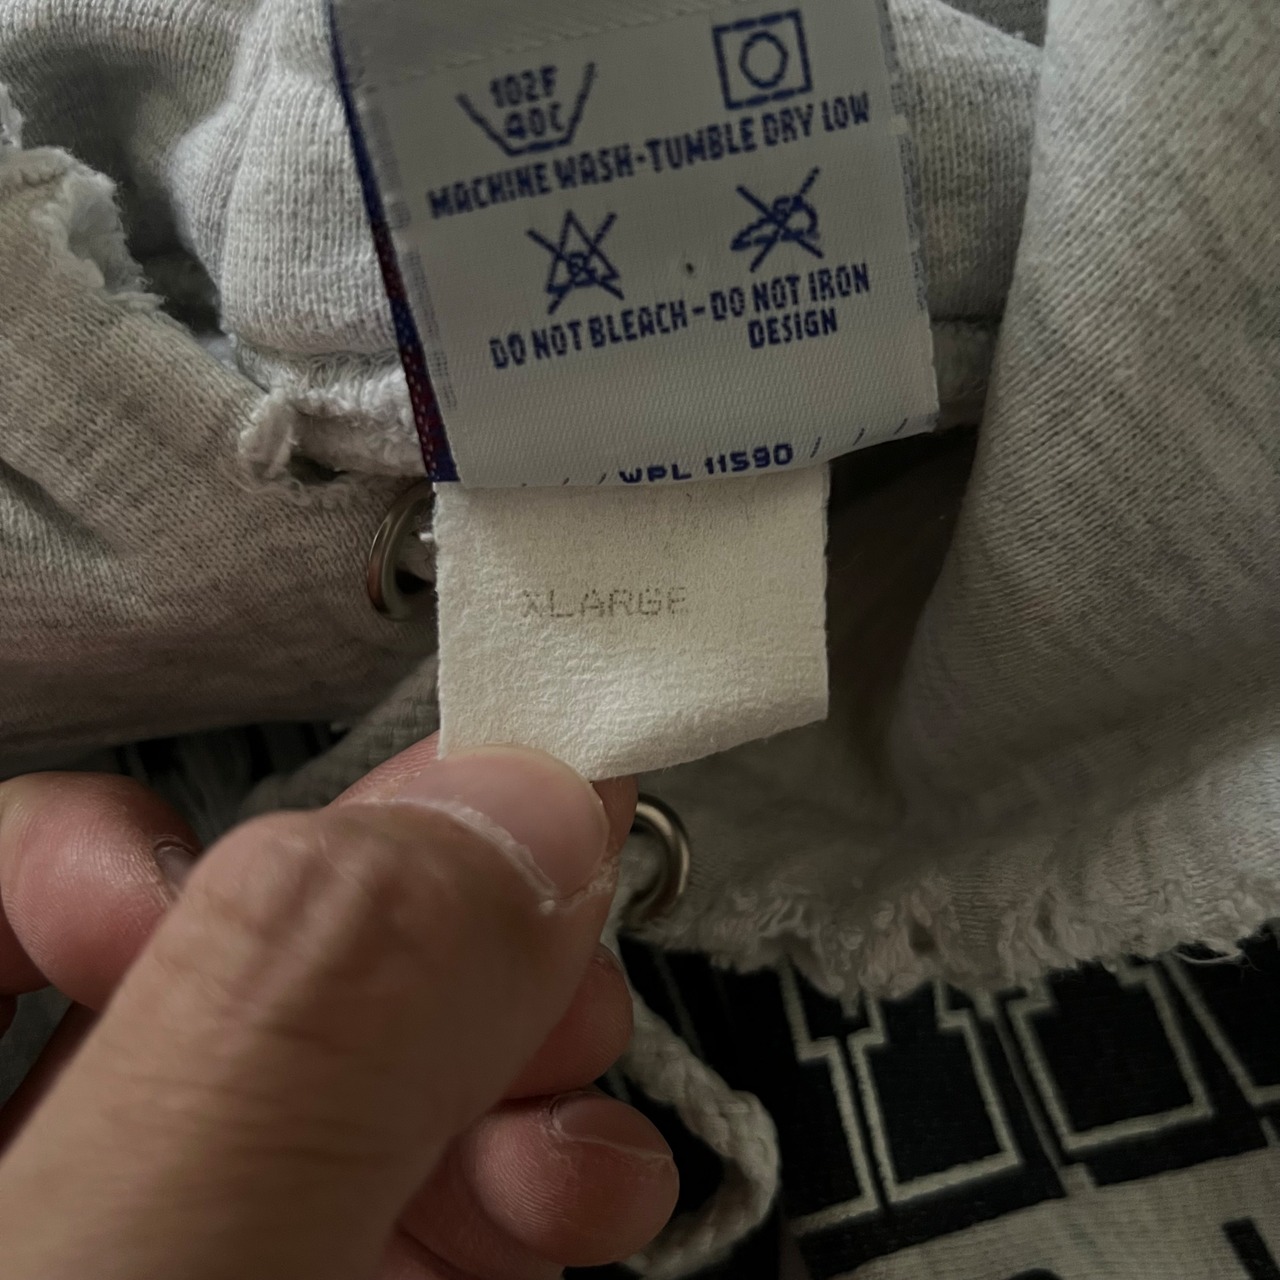 102F
40C
MACHINE WASH-TUMBLE DRY LOW
DO NOT BLEACH-DO NOT IRON
DESIGN
WPL 11590
XLARGE